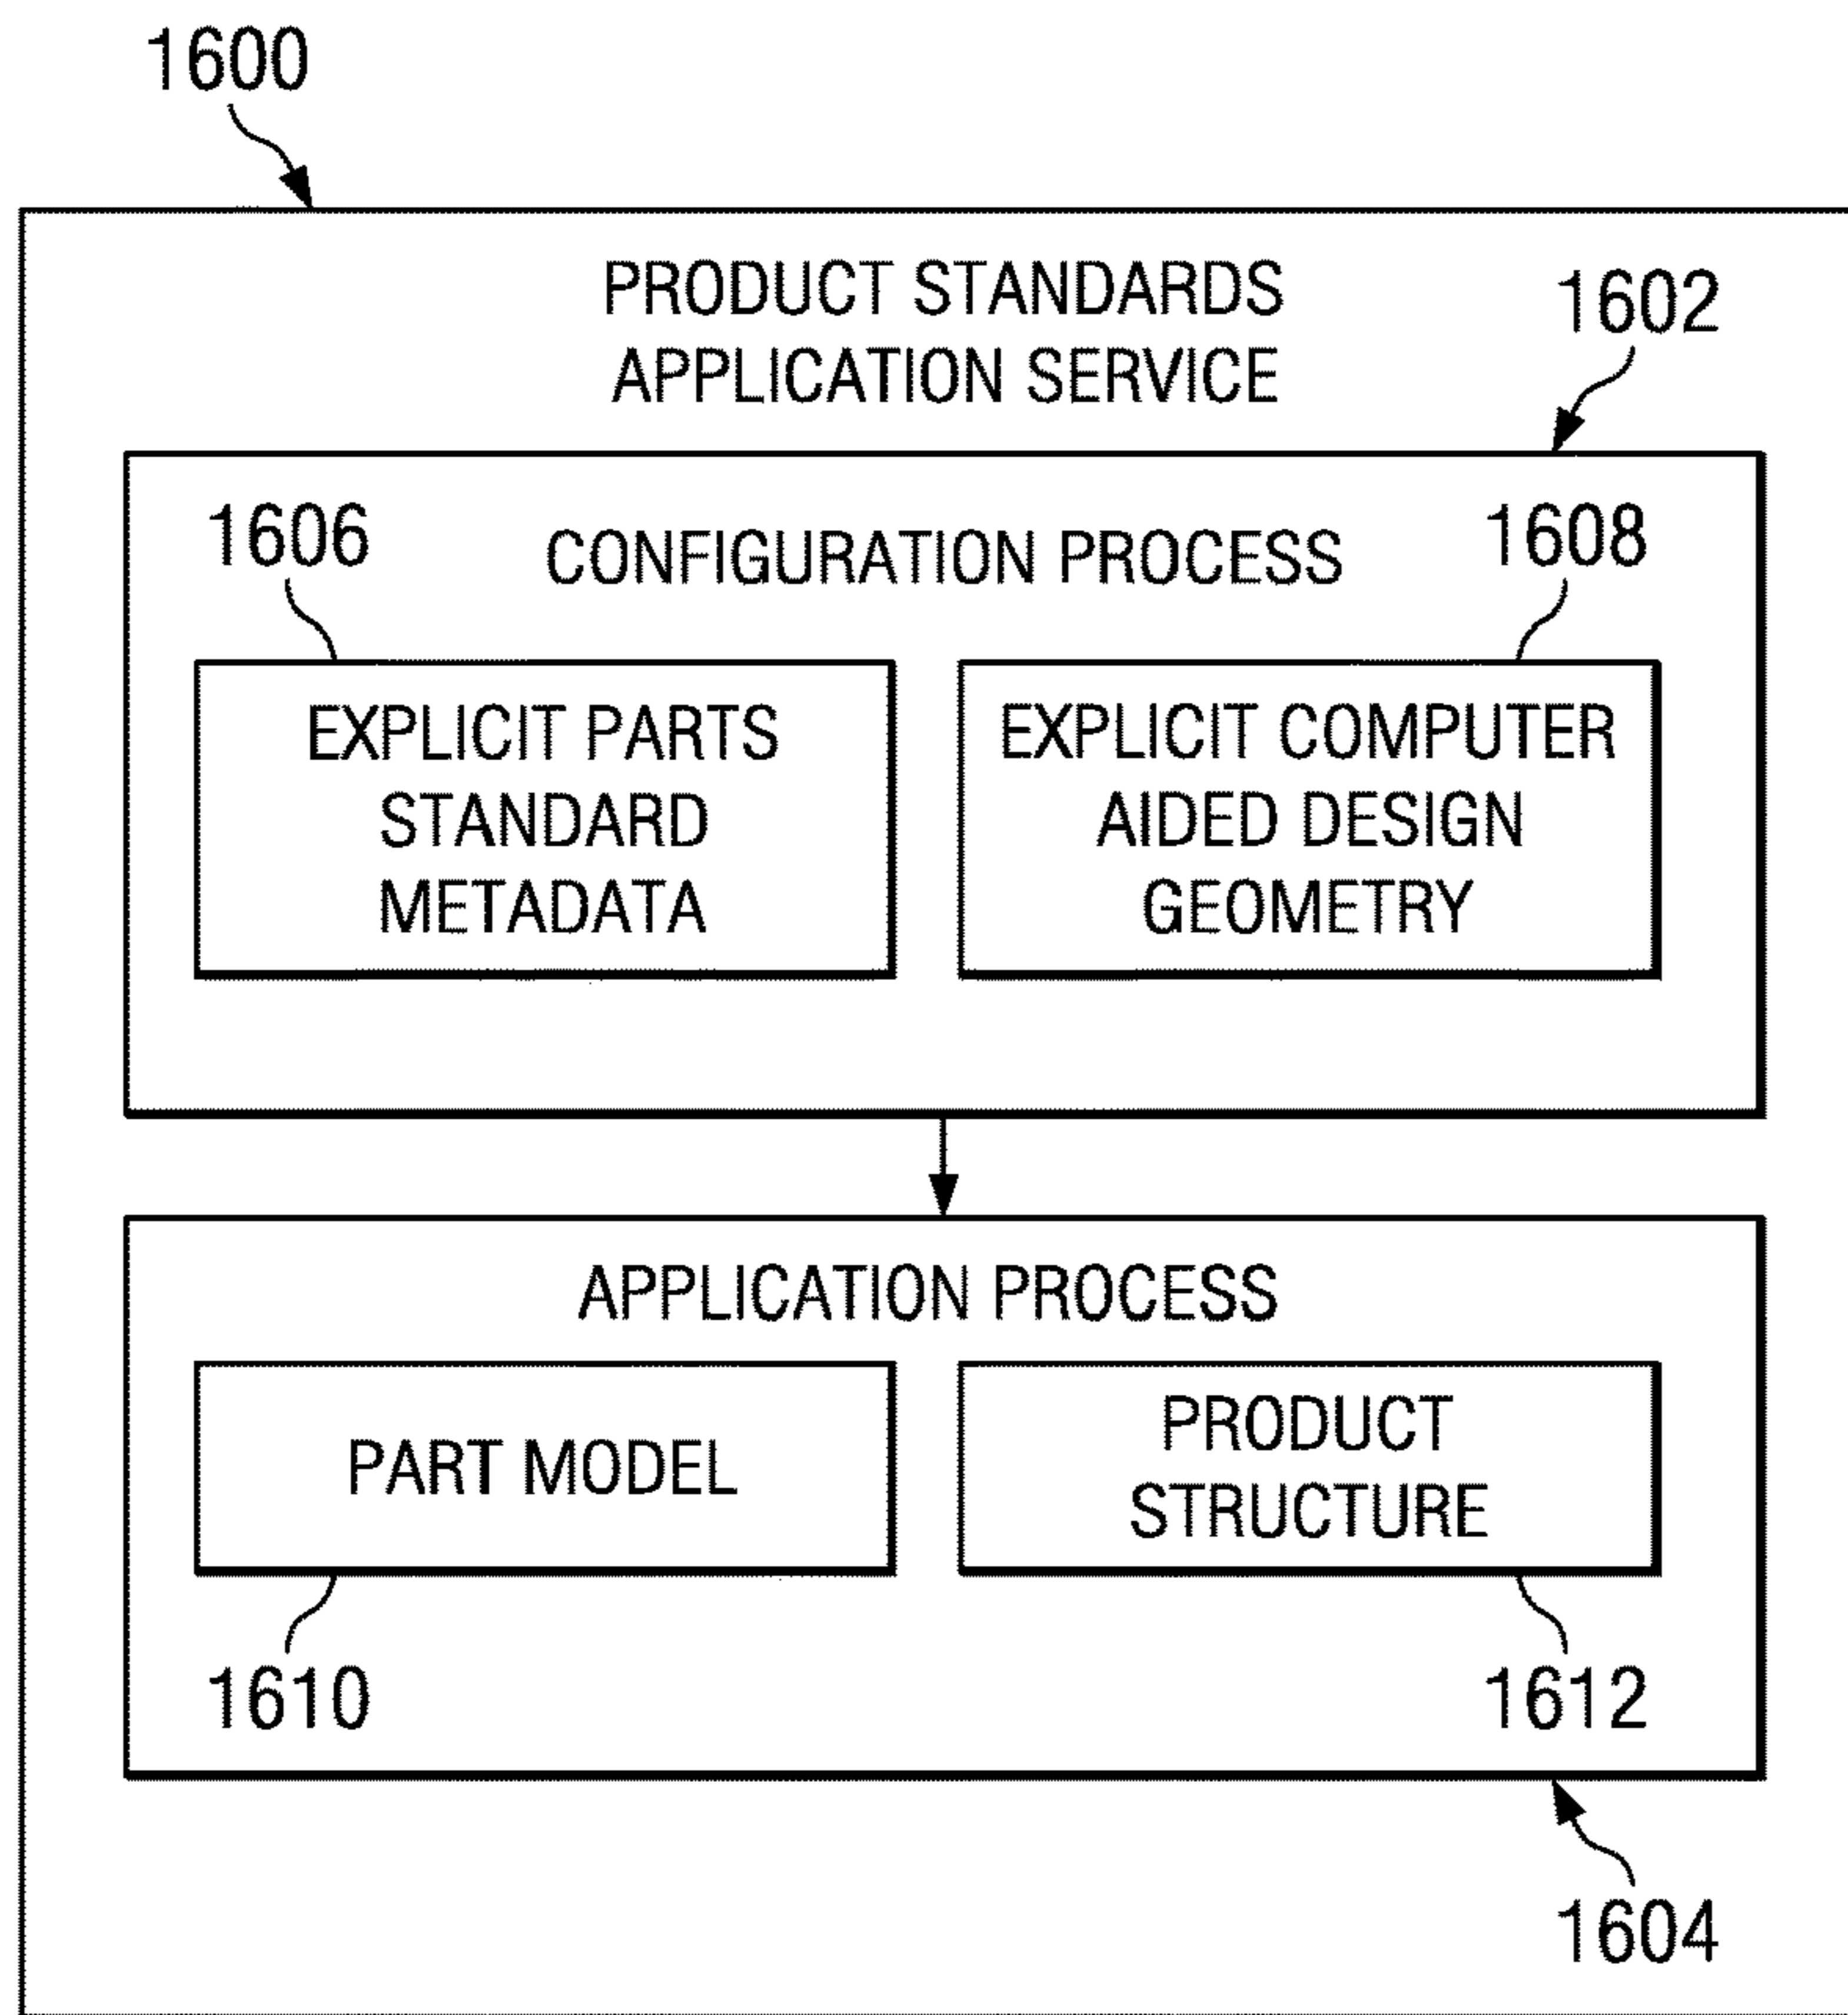 1600
PRODUCT STANDARDS
APPLICATION SERVICE
1602
CONFIGURATION PROCESS
1606
1608
EXPLICIT PARTS
STANDARD
METADATA
EXPLICIT COMPUTER
AIDED DESIGN
GEOMETRY
APPLICATION PROCESS
PART MODEL
PRODUCT
STRUCTURE
1610
1612
1604